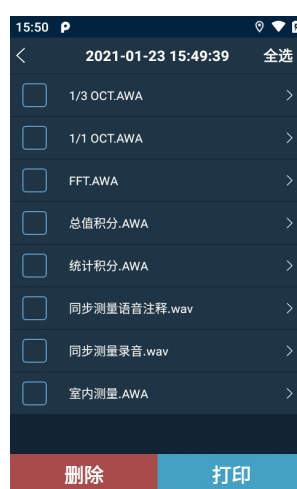 15:50
2021-01-23 15:49:39 全选
1/3 OCT.AWA
1/1 OCT.AWA
FFT.AWA
总值积分.AWA
统计积分.AWA
同步测量语音注释.wav
同步测量录音.wav
室内测量.AWA
删除 打印